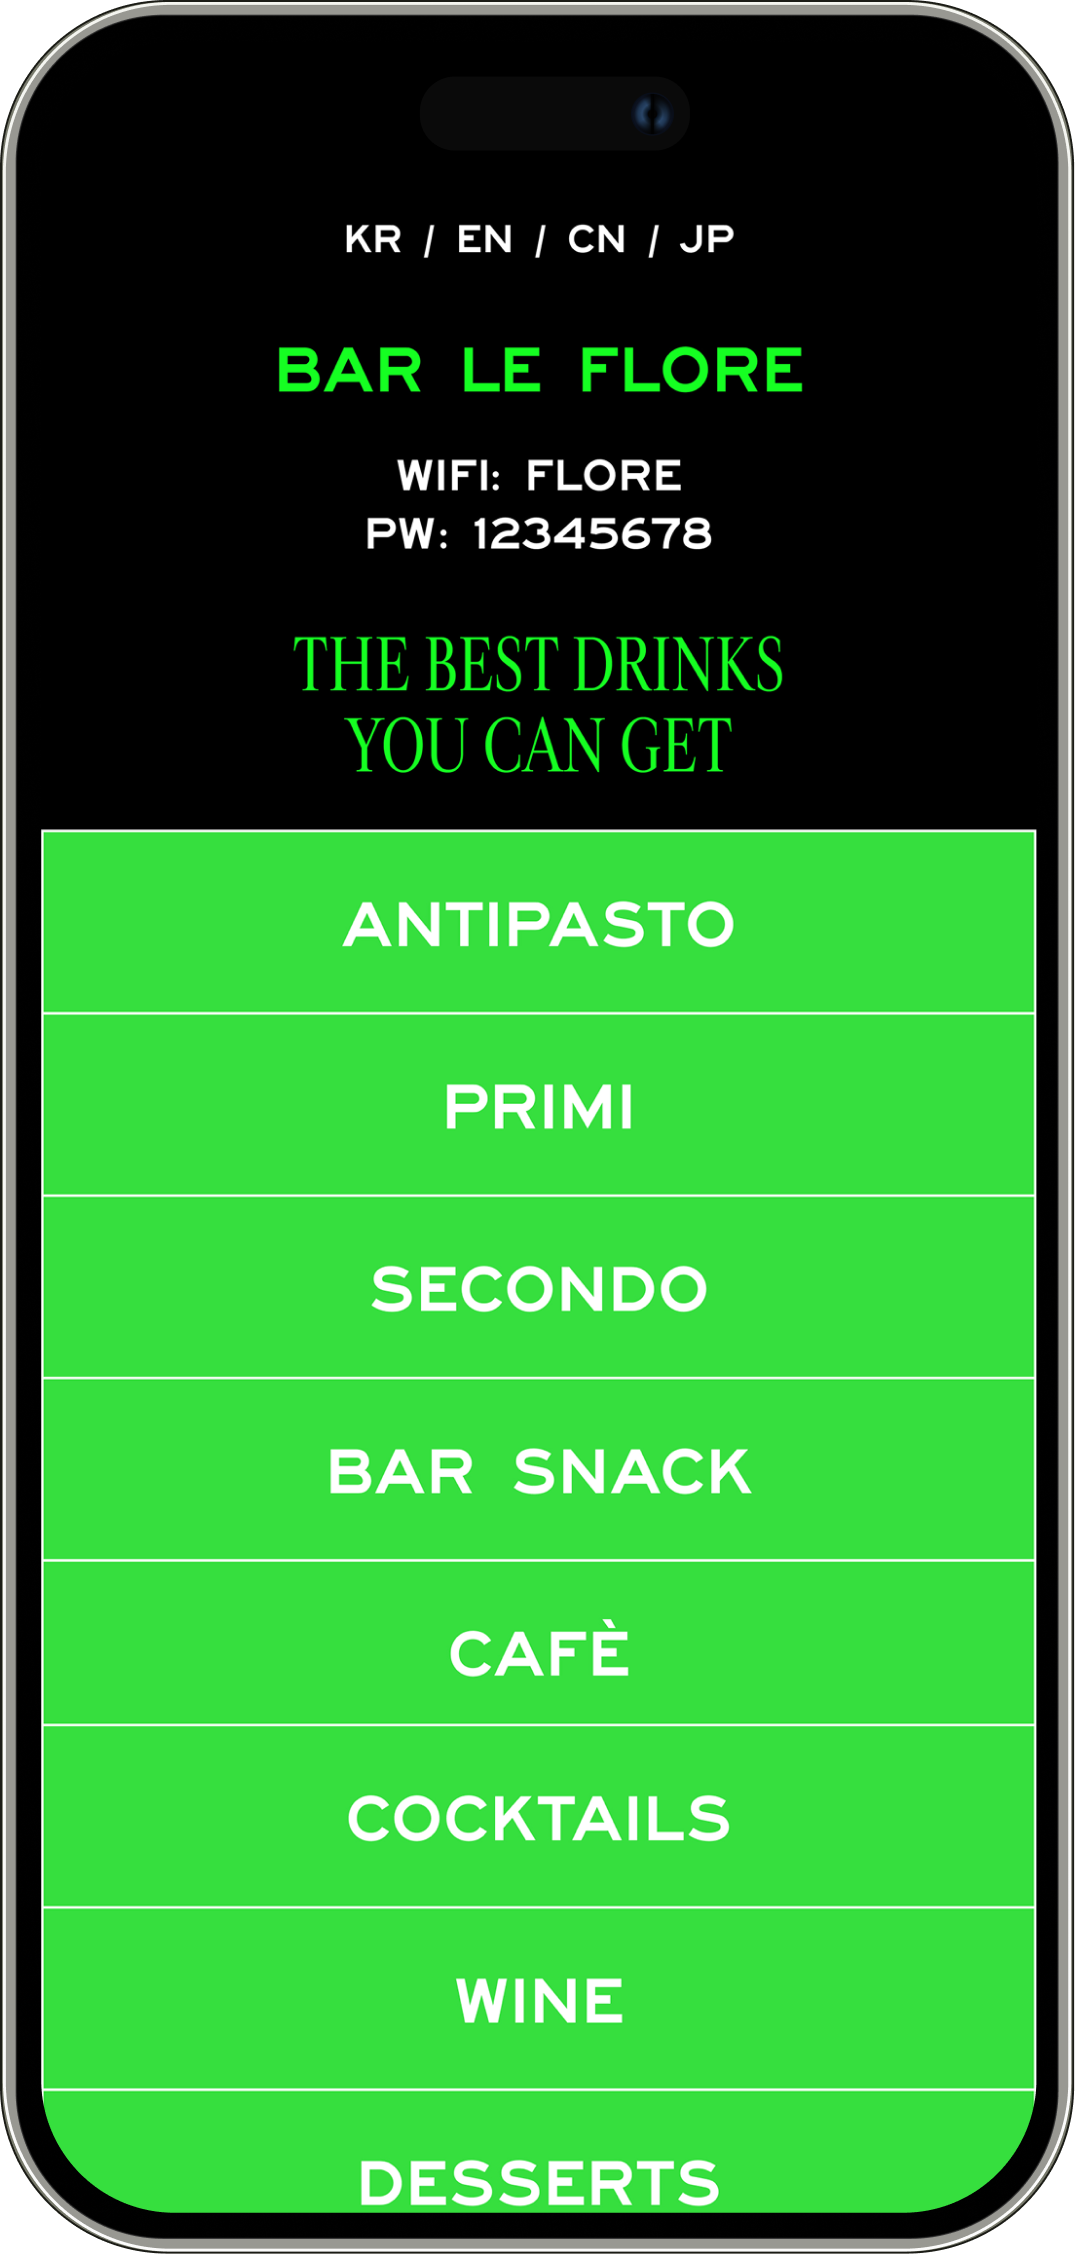 KR / EN / CN / JP
BAR LE FLORE
WIFI: FLORE
PW: 12345678
THE BEST DRINKS
YOU CAN GET
ANTIPASTO
PRIMI
SECONDO
BAR SNACK
CAFÈ
COCKTAILS
WINE
DESSERTS